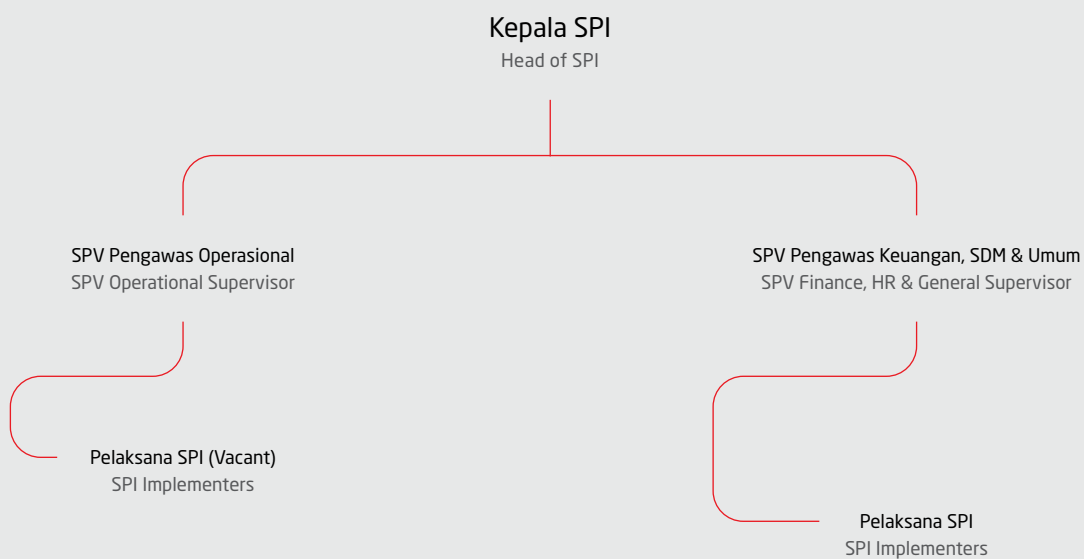 Kepala SPI
Head of SPI
SPV Pengawas Operasional
SPV Operational Supervisor
SPV Pengawas Keuangan, SDM & Umum
SPV Finance, HR & General Supervisor
Pelaksana SPI (Vacant)
SPI Implementers
Pelaksana SPI
SPI Implementers